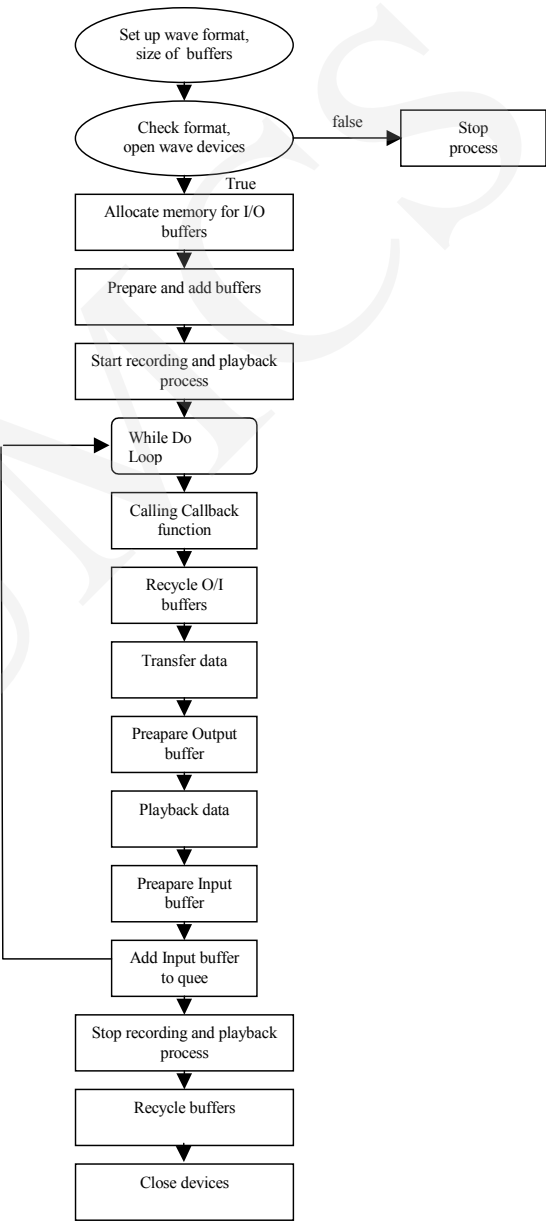 Set up wave format,
size of buffers
Check format,
open wave devices
false
Stop
process
True
Allocate memory for I/O
buffers
Prepare and add buffers
Start recording and playback
process
While Do
Loop
Calling Callback
function
Recycle O/I
buffers
Transfer data
Preapare Output
buffer
Playback data
Preapare Input
buffer
Add Input buffer
to quee
Stop recording and playback
process
Recycle buffers
Close devices
UMCS